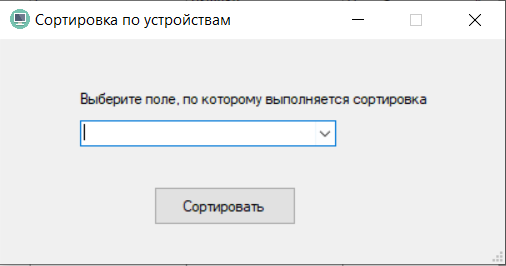 Сортировка по устройствам
Выберите поле, по которому выполняется сортировка
Сортировать